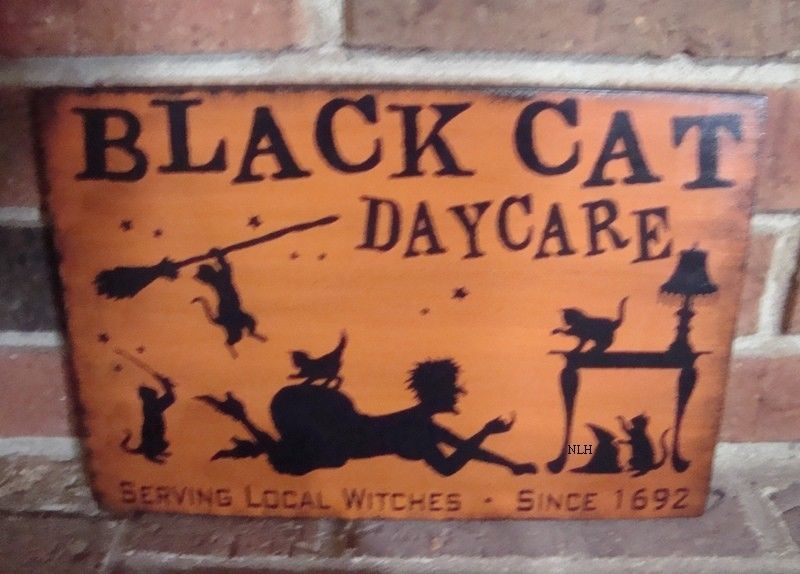 BLACK CAT
DAYCARE
NLH
SERVING LOCAL WITCHES · SINCE 1692